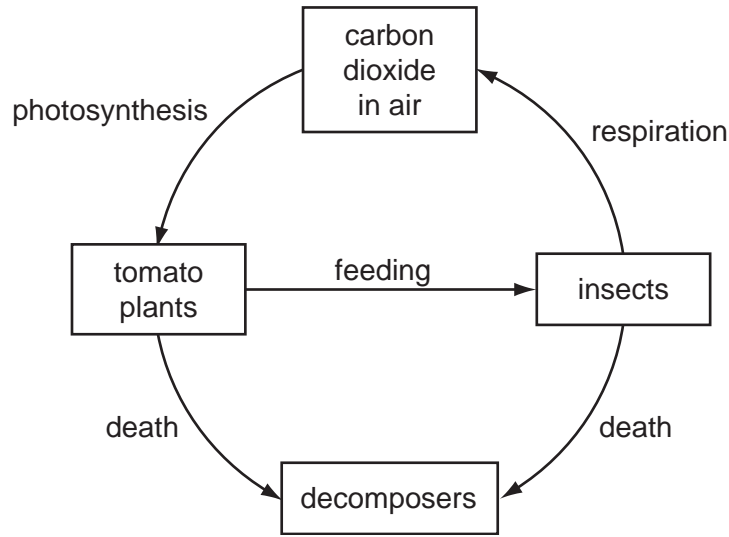 carbon
dioxide
in air
photosynthesis
respiration
tomato
plants
feeding
insects
death
death
decomposers